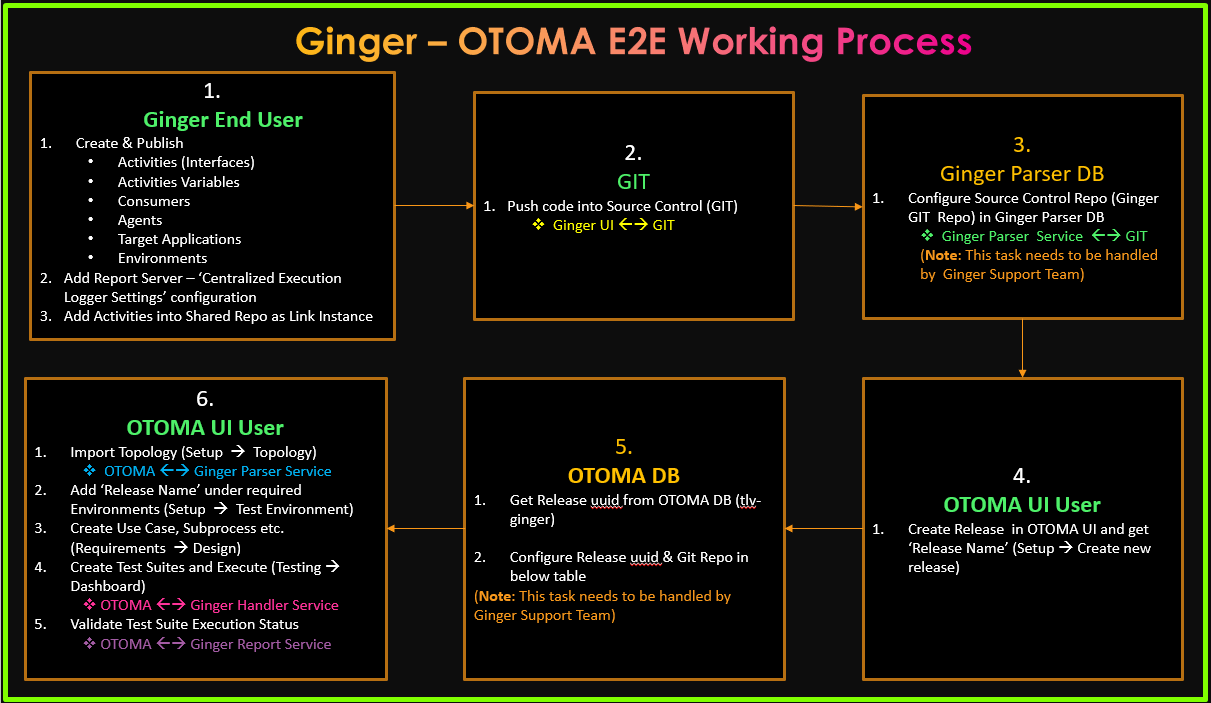 Ginger – OTOMA E2E Working Process
1.
Ginger End User
1. Create & Publish
• Activities (Interfaces)
• Activities Variables
• Consumers
• Agents
• Target Applications
• Environments
2. Add Report Server – ‘Centralized Execution
Logger Settings’ configuration
3. Add Activities into Shared Repo as Link Instance
2.
GIT
1. Push code into Source Control (GIT)
❖ Ginger UI ←→ GIT
3.
Ginger Parser DB
1. Configure Source Control Repo (Ginger
GIT Repo) in Ginger Parser DB
❖ Ginger Parser Service ←→ GIT
(Note: This task needs to be handled
by Ginger Support Team)
4.
OTOMA UI User
1. Create Release in OTOMA UI and get
‘Release Name’ (Setup → Create new
release)
5.
OTOMA DB
1. Get Release uuid from OTOMA DB (tlv-
ginger)
2. Configure Release uuid & Git Repo in
below table
(Note: This task needs to be handled by
Ginger Support Team)
6.
OTOMA UI User
1. Import Topology (Setup → Topology)
❖ OTOMA ←→ Ginger Parser Service
2. Add ‘Release Name’ under required
Environments (Setup → Test Environment)
3. Create Use Case, Subprocess etc.
(Requirements → Design)
4. Create Test Suites and Execute (Testing →
Dashboard)
❖ OTOMA ←→ Ginger Handler Service
5. Validate Test Suite Execution Status
❖ OTOMA ←→ Ginger Report Service